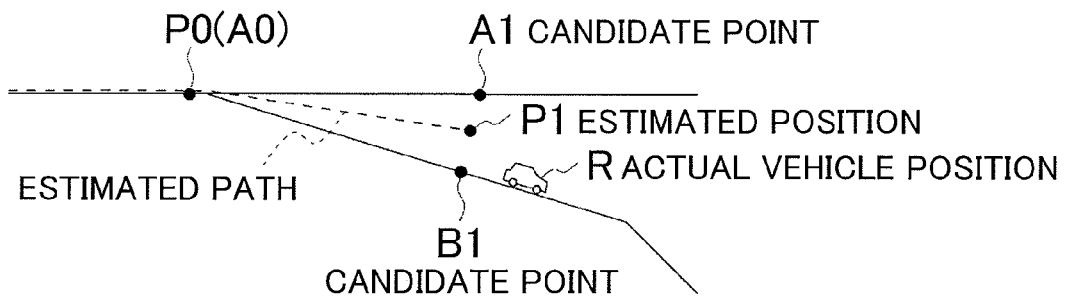 P0(A0)
A1 CANDIDATE POINT
P1 ESTIMATED POSITION
R ACTUAL VEHICLE POSITION
ESTIMATED PATH
B1
CANDIDATE POINT